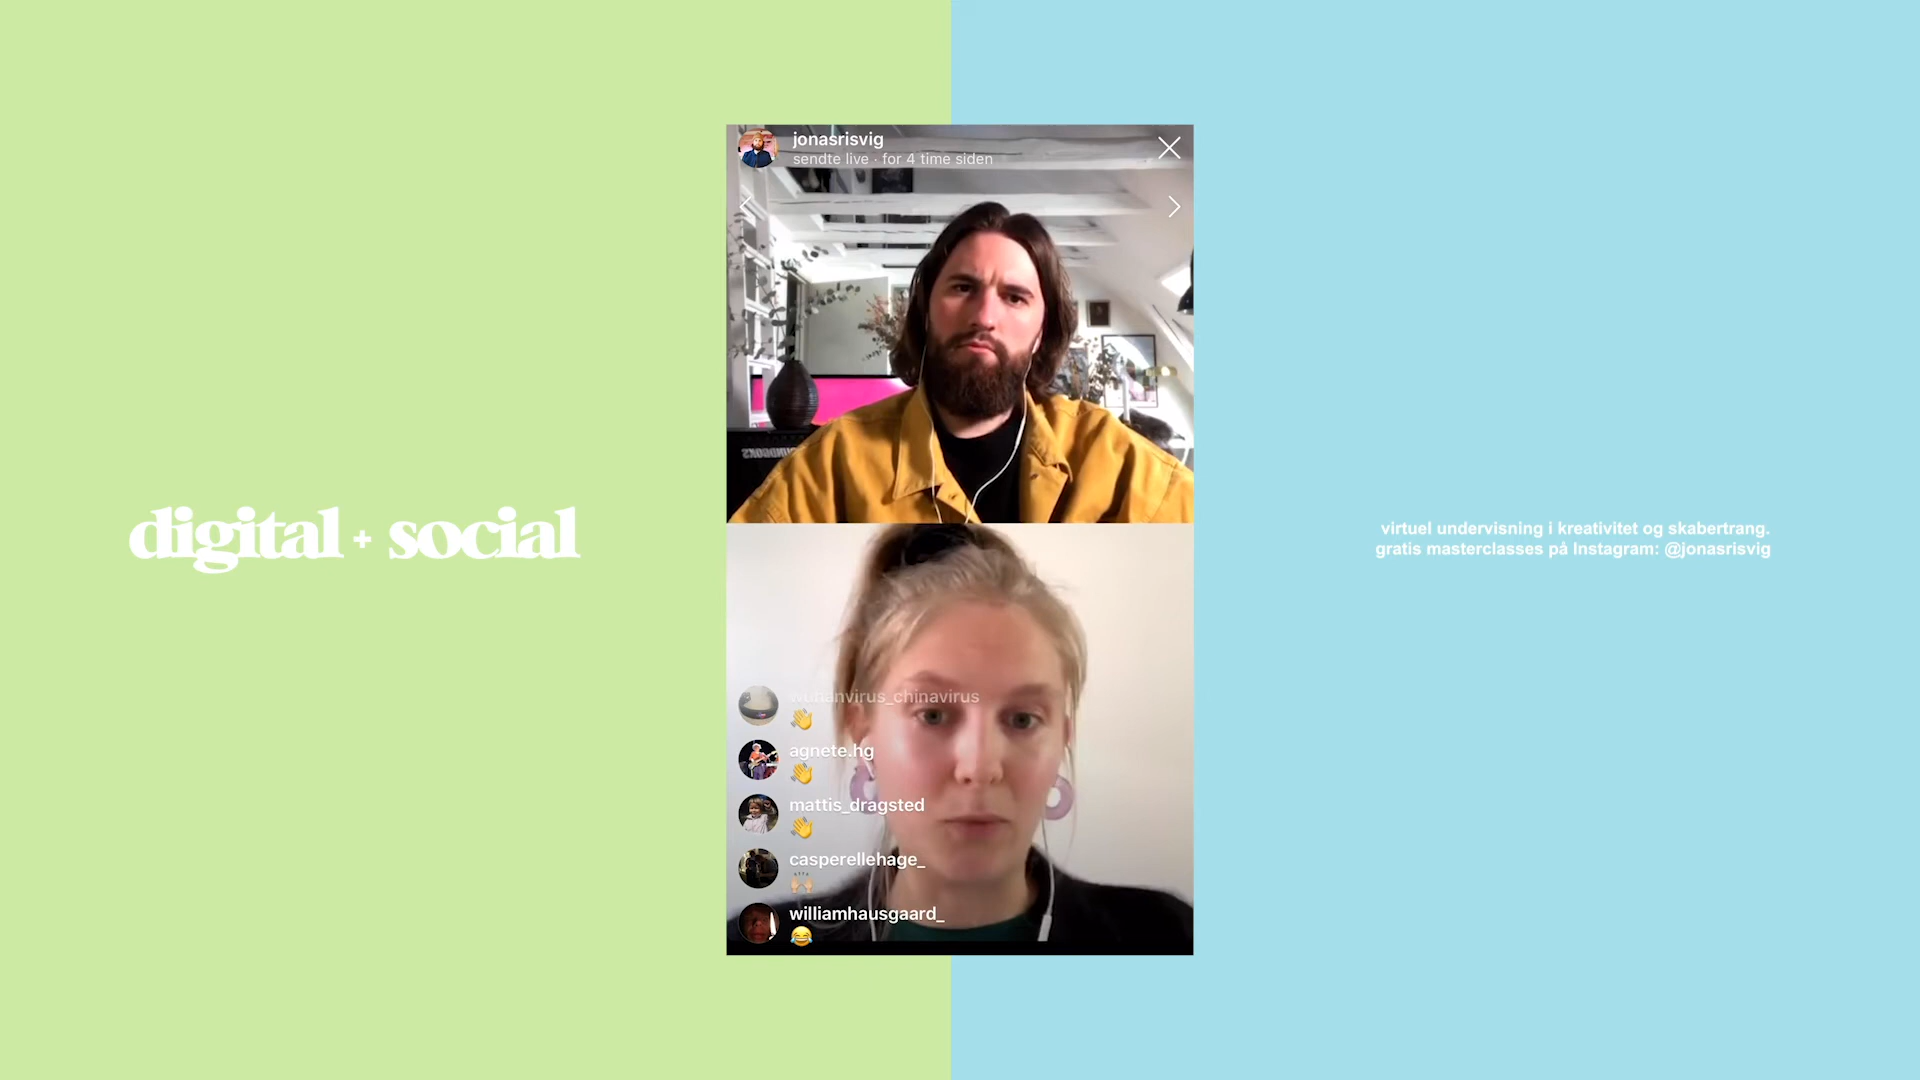 jonasrisvig
sendte live · for 4 time siden
digital + social
virtuel undervisning i kreativitet og skabertrang.
gratis masterclasses på Instagram: @jonasrisvig
wuhanvirus_chinavirus
👋
agnete.hg
👋
mattis_dragsted
👋
casperellehage_
🙌🏼
williamhausgaard_
😂